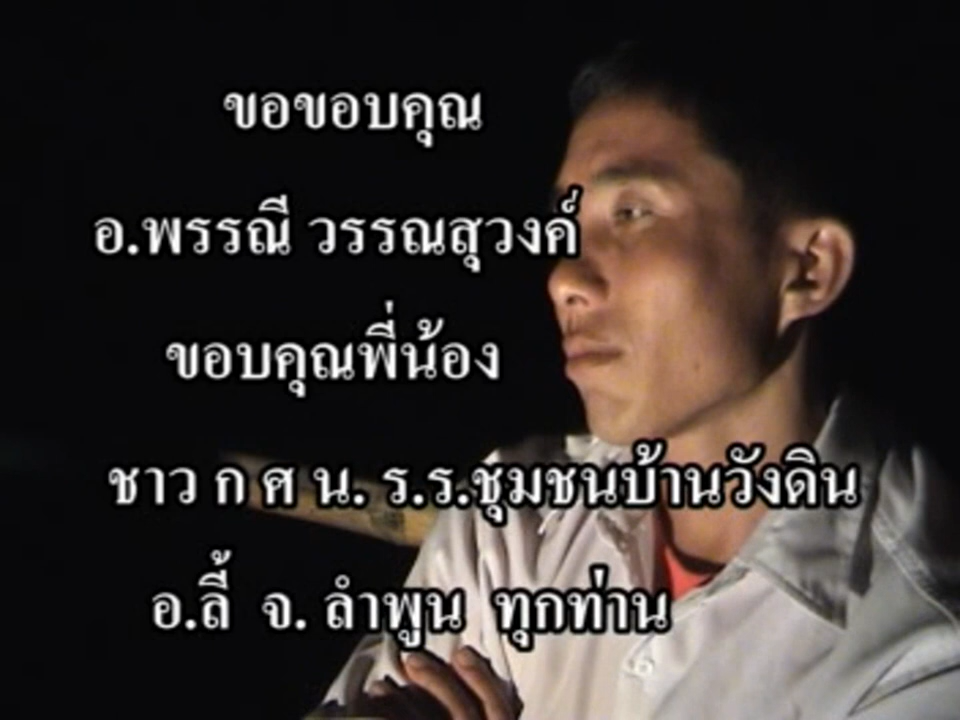 ขอขอบคุณ
อ.พรรณี วรรณสุวงค์
ขอบคุณพี่น้อง
ชาว ก ศ น. ร.ร.ชุมชนบ้านวังดิน
อ.ลี้ จ. ลำพูน ทุกท่าน